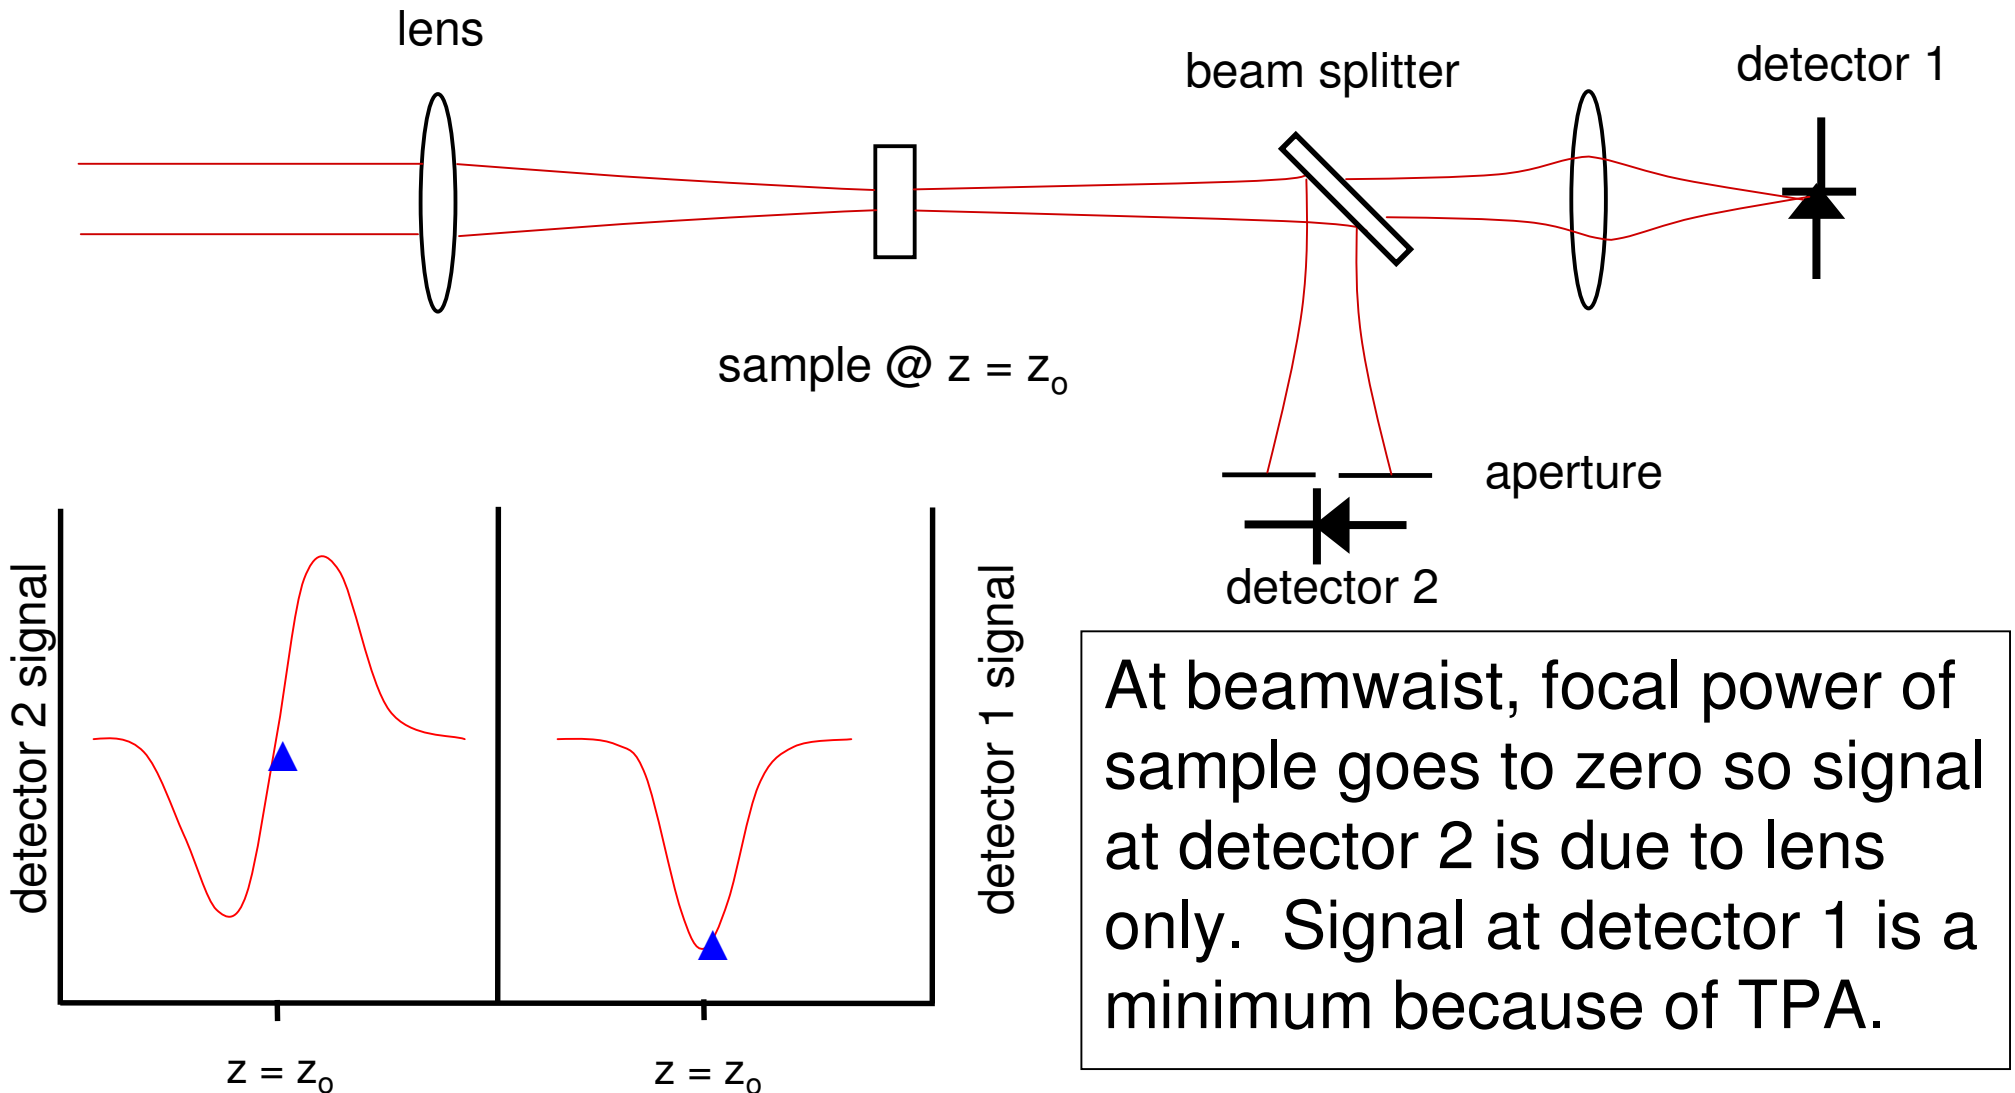 lens
beam splitter
detector 1
sample @ z = zₒ
aperture
detector 2
detector 2 signal
detector 1 signal
z = zₒ
z = zₒ
At beamwaist, focal power of
sample goes to zero so signal
at detector 2 is due to lens
only.  Signal at detector 1 is a
minimum because of TPA.